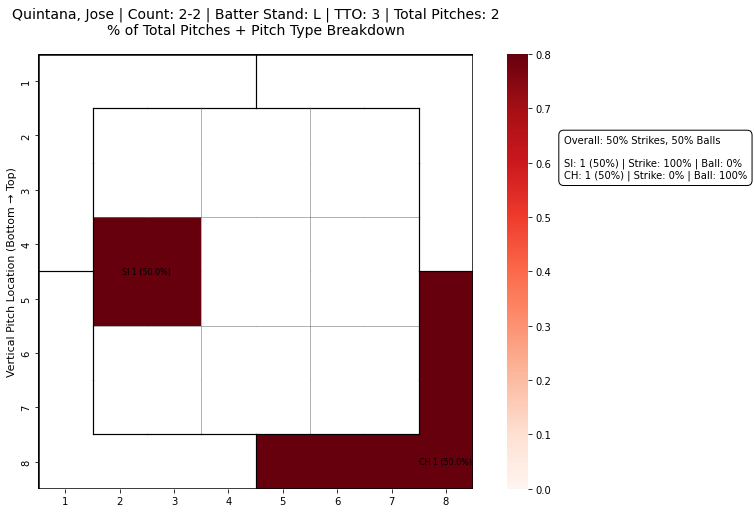 Quintana, Jose | Count: 2-2 | Batter Stand: L | TTO: 3 | Total Pitches: 2
% of Total Pitches + Pitch Type Breakdown
Vertical Pitch Location (Bottom → Top)
1
2
3
4
5
6
7
8
SI 1 (50.0%)
CH 1 (50.0%)
1 2 3 4 5 6 7 8
0.8
0.7
0.6
0.5
0.4
0.3
0.2
0.1
0.0
Overall: 50% Strikes, 50% Balls
SI: 1 (50%) | Strike: 100% | Ball: 0%
CH: 1 (50%) | Strike: 0% | Ball: 100%